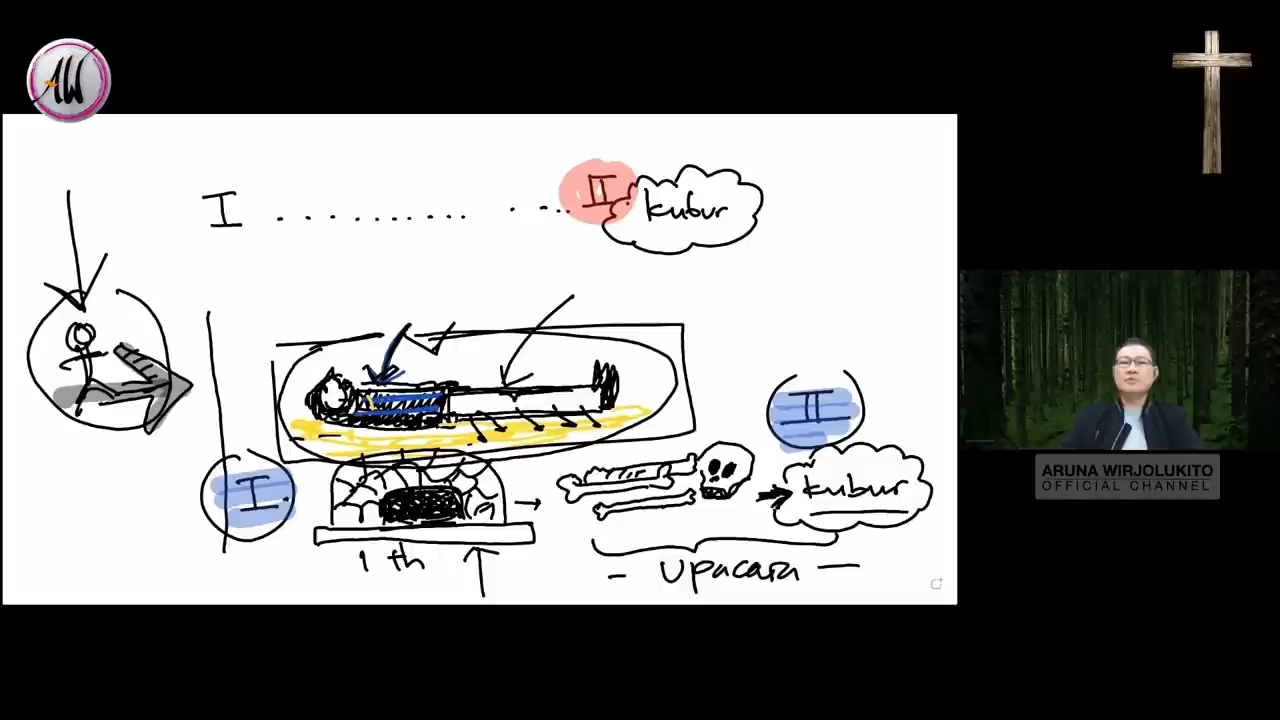 AW
I ........... .... II kubur
II
I. kubur
1 th
- upacara -
ARUNA WIRJOLUKITO
OFFICIAL CHANNEL